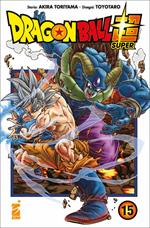 Storia: AKIRA TORIYAMA Disegni: TOYOTARO
DRAGON BALL
超
SUPER
15